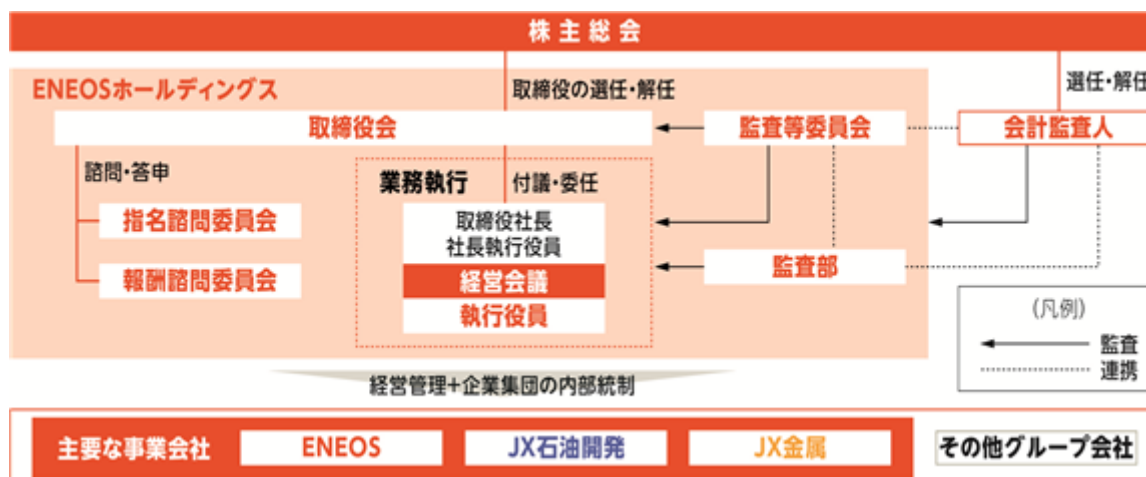 株主総会
ENEOSホールディングス
取締役の選任・解任
選任・解任
取締役会
監査等委員会
会計監査人
諮問・答申
業務執行
付議・委任
指名諮問委員会
取締役社長
社長執行役員
報酬諮問委員会
経営会議
執行役員
監査部
(凡例)
監査
連携
経営管理+企業集団の内部統制
主要な事業会社
ENEOS
JX石油開発
JX金属
その他グループ会社